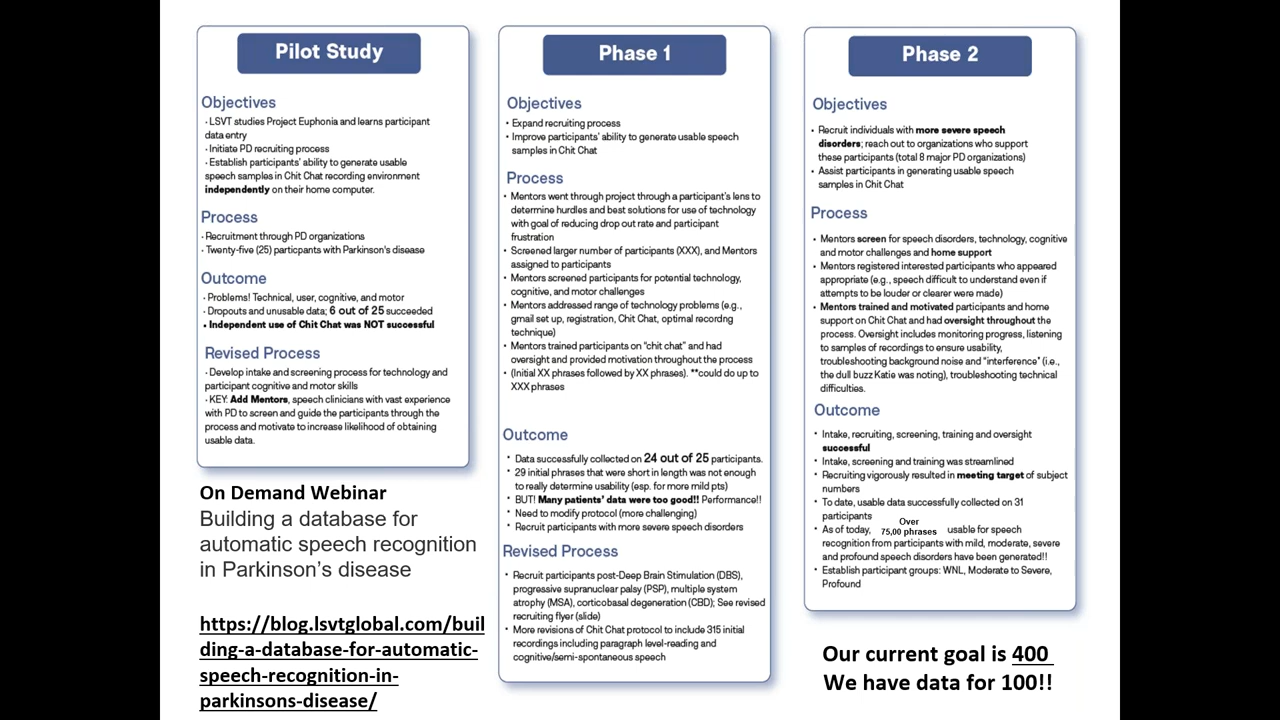 Pilot Study
Objectives
· LSVT studies Project Euphonia and learns participant
data entry
· Initiate PD recruiting process
· Establish participants' ability to generate usable
speech samples in Chit Chat recording environment
independently on their home computer.
Process
· Recruitment through PD organizations
· Twenty-five (25) particpants with Parkinson's disease
Outcome
· Problems! Technical, user, cognitive, and motor
· Dropouts and unusable data; 6 out of 25 succeeded
• Independent use of Chit Chat was NOT successful
Revised Process
· Develop intake and screening process for technology and
participant cognitive and motor skills
· KEY: Add Mentors, speech clinicians with vast experience
with PD to screen and guide the participants through the
process and motivate to increase likelihood of obtaining
usable data.
On Demand Webinar
Building a database for
automatic speech recognition
in Parkinson's disease
https://blog.lsvtglobal.com/buil
ding-a-database-for-automatic-
speech-recognition-in-
parkinsons-disease/
Phase 1
Objectives
• Expand recruiting process
• Improve participants' ability to generate usable speech
samples in Chit Chat
Process
• Mentors went through project through a participant's lens to
determine hurdles and best solutions for use of technology
with goal of reducing drop out rate and participant
frustration
• Screened larger number of participants (XXX), and Mentors
assigned to participants
• Mentors screened participants for potential technology,
cognitive, and motor challenges
• Mentors addressed range of technology problems (e.g.,
gmail set up, registration, Chit Chat, optimal recordng
technique)
• Mentors trained participants on "chit chat" and had
oversight and provided motivation throughout the process
• (Initial XX phrases followed by XX phrases). **could do up to
XXX phrases
Outcome
• Data successfully collected on 24 out of 25 participants.
• 29 initial phrases that were short in length was not enough
to really determine usability (esp. for more mild pts)
• BUT! Many patients' data were too good!! Performance!!
• Need to modify protocol (more challenging)
• Recruit participants with more severe speech disorders
Revised Process
• Recruit participants post-Deep Brain Stimulation (DBS),
progressive supranuclear palsy (PSP), multiple system
atrophy (MSA), corticobasal degeneration (CBD); See revised
recruiting flyer (slide)
• More revisions of Chit Chat protocol to include 315 initial
recordings including paragraph level-reading and
cognitive/semi-spontaneous speech
Phase 2
Objectives
• Recruit individuals with more severe speech
disorders; reach out to organizations who support
these participants (total 8 major PD organizations)
• Assist participants in generating usable speech
samples in Chit Chat
Process
• Mentors screen for speech disorders, technology, cognitive
and motor challenges and home support
• Mentors registered interested participants who appeared
appropriate (e.g., speech difficult to understand even if
attempts to be louder or clearer were made)
• Mentors trained and motivated participants and home
support on Chit Chat and had oversight throughout the
process. Oversight includes monitoring progress, listening
to samples of recordings to ensure usability,
troubleshooting background noise and "interference" (i.e.,
the dull buzz Katie was noting), troubleshooting technical
difficulties.
Outcome
• Intake, recruiting, screening, training and oversight
successful
• Intake, screening and training was streamlined
• Recruiting vigorously resulted in meeting target of subject
numbers
• To date, usable data successfully collected on 31
participants
• As of today, Over 75,00 phrases usable for speech
recognition from participants with mild, moderate, severe
and profound speech disorders have been generated!!
• Establish participant groups: WNL, Moderate to Severe,
Profound
Our current goal is 400
We have data for 100!!